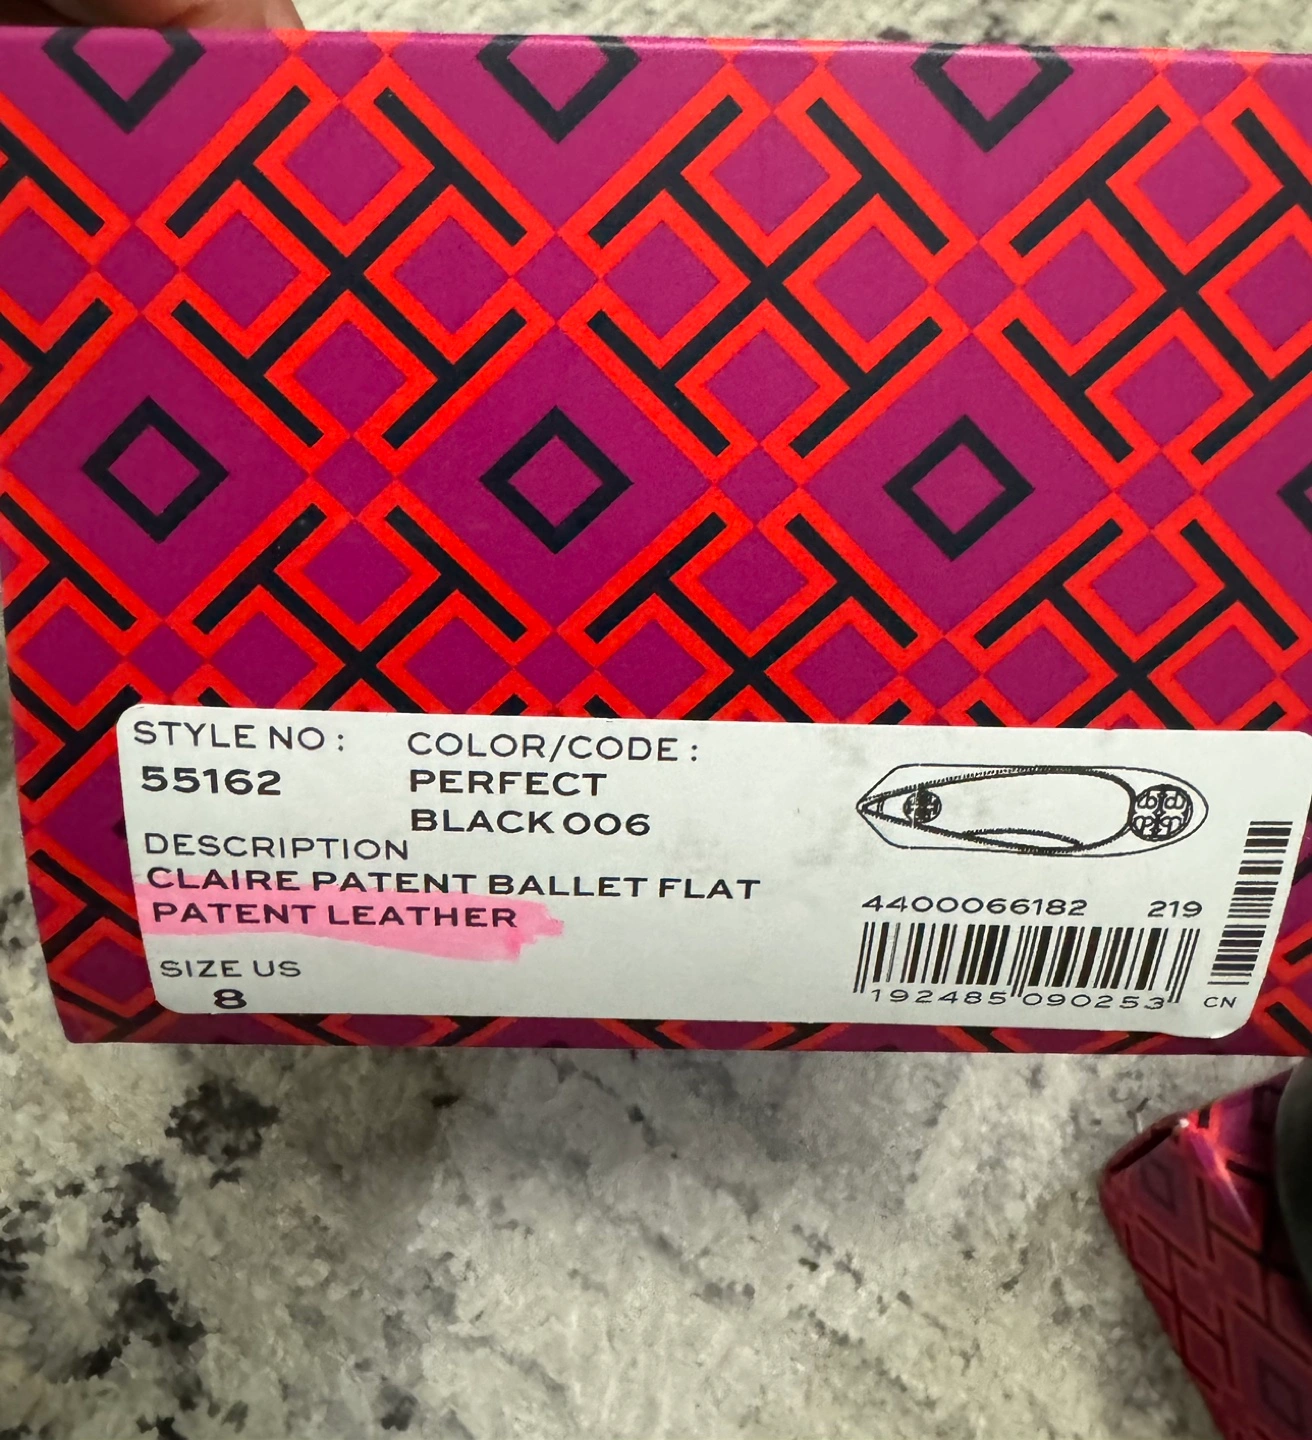 STYLE NO :
55162
COLOR/CODE :
PERFECT
BLACK 006
DESCRIPTION
CLAIRE PATENT BALLET FLAT
PATENT LEATHER
SIZE US
8
4400066182 219
192485 090253
CN